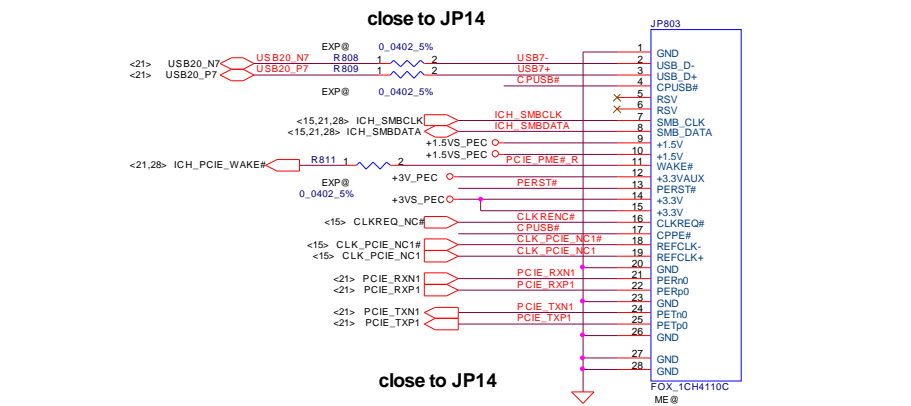 close to JP14
JP803
EXP@ 0_0402_5%
<21> USB20_N7 USB20_N7 R808 1 2 USB7- 2 USB_D-
<21> USB20_P7 USB20_P7 R809 1 2 USB7+ 3 USB_D+
1 GND
CPUSB# 4 CPUSB#
EXP@ 0_0402_5%
5 RSV
6 RSV
<15,21,28> ICH_SMBCLK ICH_SMBCLK 7 SMB_CLK
<15,21,28> ICH_SMBDATA ICH_SMBDATA 8 SMB_DATA
+1.5VS_PEC 9 +1.5V
+1.5VS_PEC 10 +1.5V
<21,28> ICH_PCIE_WAKE# R811 1 2 PCIE_PME#_R 11 WAKE#
+3V_PEC 12 +3.3VAUX
EXP@ PERST# 13 PERST#
0_0402_5%
+3VS_PEC 14 +3.3V
15 +3.3V
<15> CLKREQ_NC# CLKRENC# 16 CLKREQ#
CPUSB# 17 CPPE#
<15> CLK_PCIE_NC1# CLK_PCIE_NC1# 18 REFCLK-
<15> CLK_PCIE_NC1 CLK_PCIE_NC1 19 REFCLK+
20 GND
<21> PCIE_RXN1 PCIE_RXN1 21 PERn0
<21> PCIE_RXP1 PCIE_RXP1 22 PERp0
23 GND
<21> PCIE_TXN1 PCIE_TXN1 24 PETn0
<21> PCIE_TXP1 PCIE_TXP1 25 PETp0
26 GND
27 GND
28 GND
close to JP14
FOX_1CH4110C
ME@